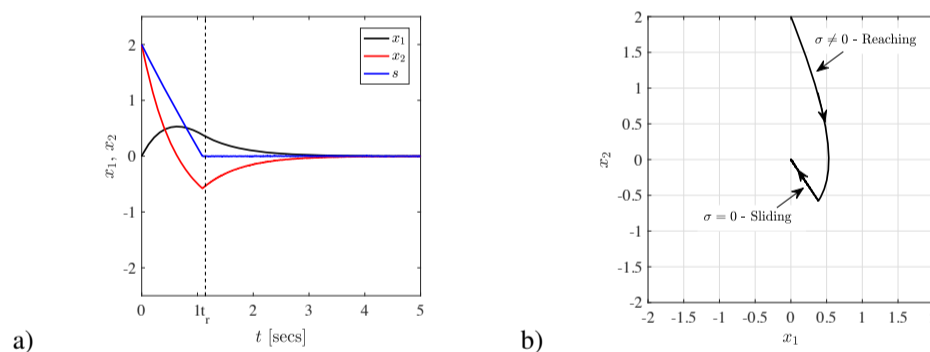 2
1
0
-1
-2
x₁, x₂
x₁
x₂
s
0 1tᵣ 2 3 4 5
t [secs]
a)
2
1.5
1
0.5
0
-0.5
-1
-1.5
2
x₂
σ ≠ 0 - Reaching
σ = 0 - Sliding
-2 -1.5 -1 -0.5 0 0.5 1 1.5 2
x₁
b)